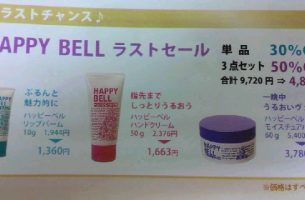 ラストチャンス♪
HAPPY BELL ラストセール
単品 30%O
3点セット 50%O
合計 9,720円 ⇒ 4,8
ぷるんと
魅力的に
ハッピーベル
リップバーム
10g 1,944円
1,360円
HAPPY
BELL
指先まで
しっとりうるおう
ハッピーベル
ハンドクリーム
50g 2,376円
1,663円
一晩中
うるおいケ
ハッピーベル
モイスチュアバ
60g 5,400
3,780
※価格はすべ